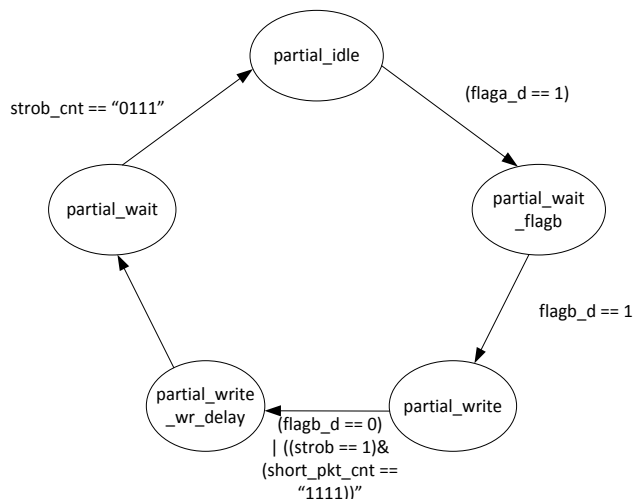 partial_idle
strob_cnt == “0111”
(flaga_d == 1)
partial_wait
partial_wait
_flagb
flagb_d == 1
partial_write
_wr_delay
partial_write
(flagb_d == 0)
| ((strob == 1)&
(short_pkt_cnt ==
“1111))”